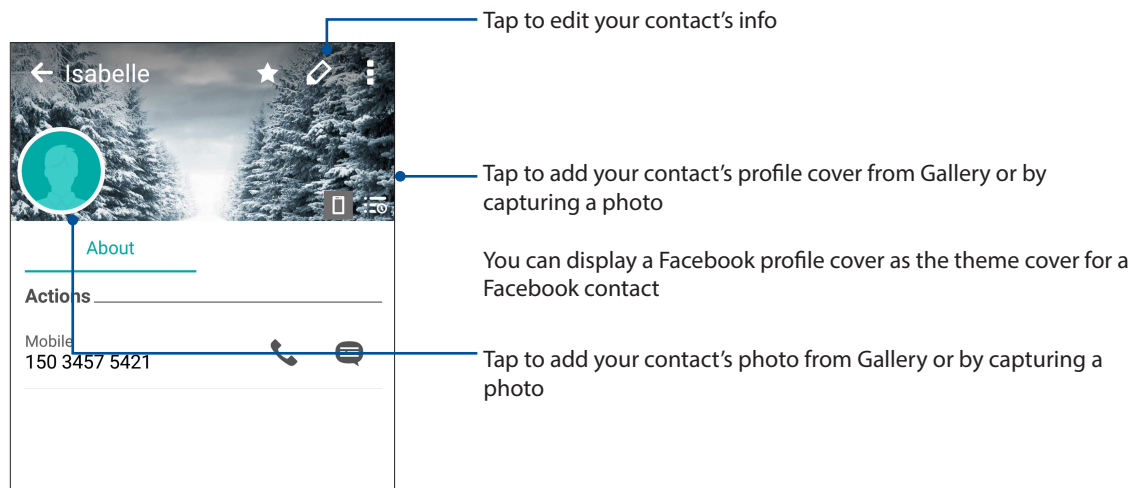 Tap to edit your contact's info
Isabelle
Tap to add your contact's profile cover from Gallery or by
capturing a photo
About
You can display a Facebook profile cover as the theme cover for a
Facebook contact
Actions
Mobile
150 3457 5421
Tap to add your contact's photo from Gallery or by capturing a
photo